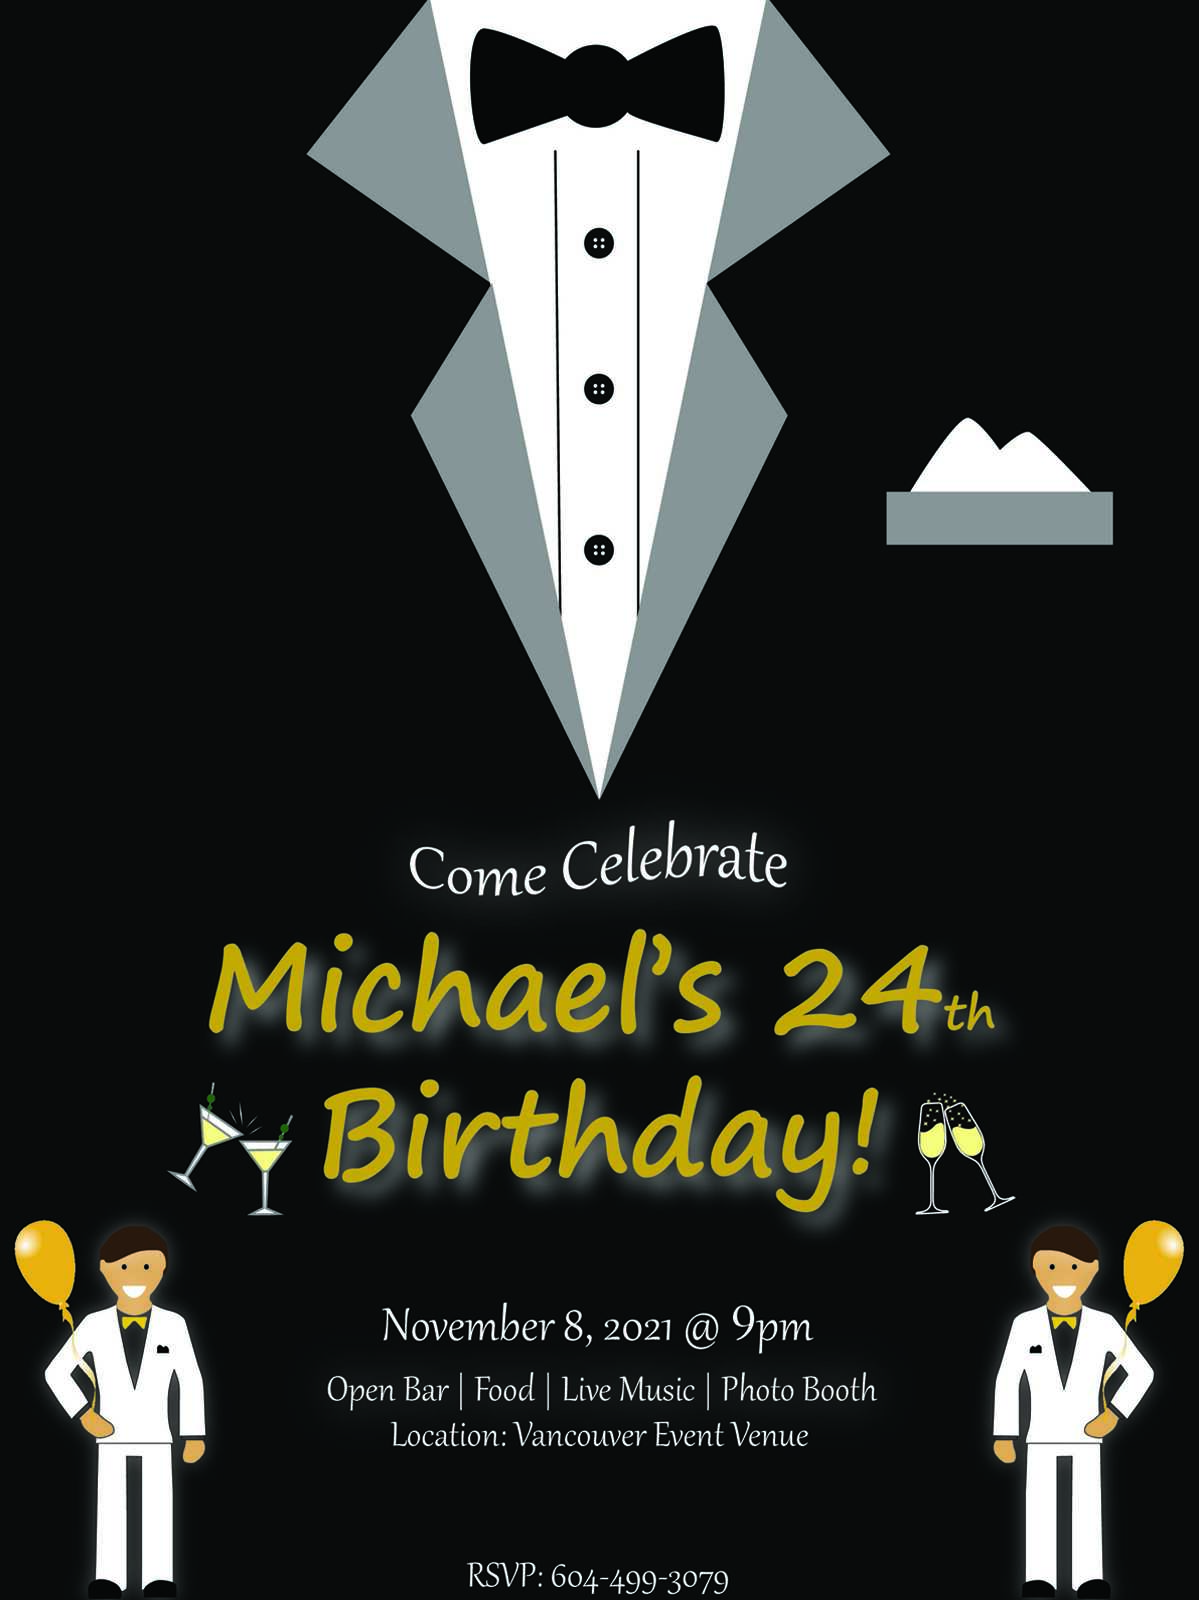 Come Celebrate
Michael's 24th
Birthday!
November 8, 2021 @ 9pm
Open Bar | Food | Live Music | Photo Booth
Location: Vancouver Event Venue
RSVP: 604-499-3079